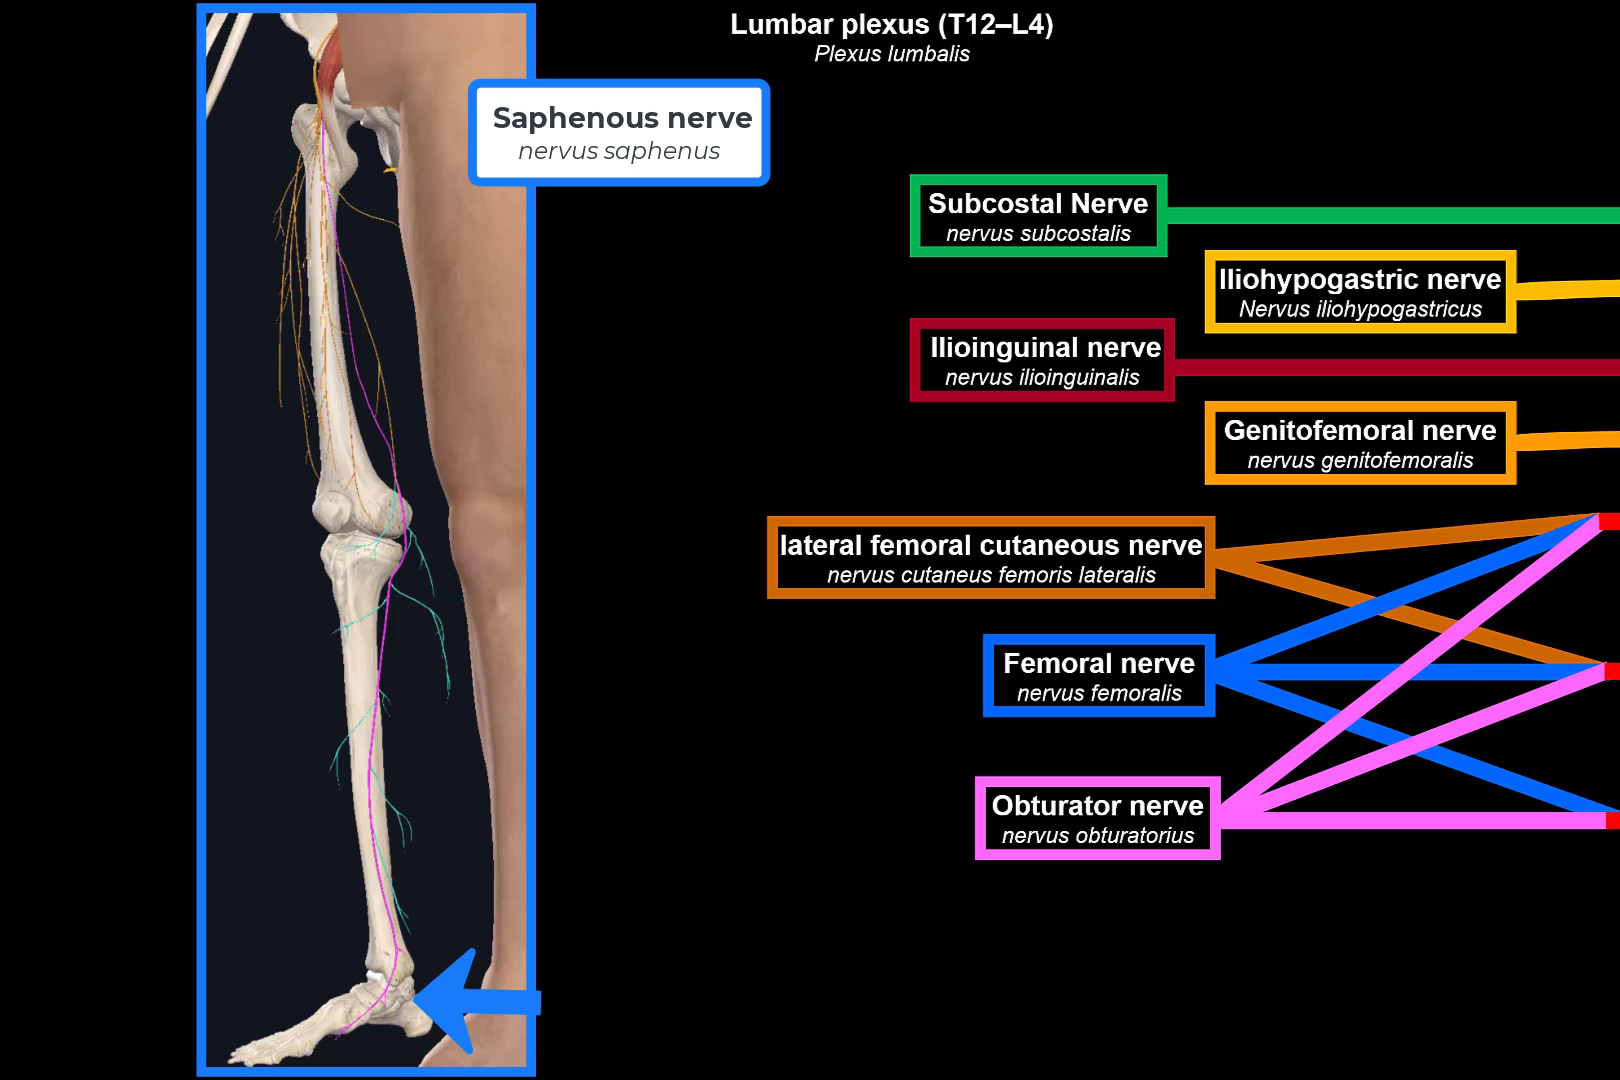 Lumbar plexus (T12–L4)
Plexus lumbalis
Saphenous nerve
nervus saphenus
Subcostal Nerve
nervus subcostalis
Iliohypogastric nerve
Nervus iliohypogastricus
Ilioinguinal nerve
nervus ilioinguinalis
Genitofemoral nerve
nervus genitofemoralis
lateral femoral cutaneous nerve
nervus cutaneus femoris lateralis
Femoral nerve
nervus femoralis
Obturator nerve
nervus obturatorius